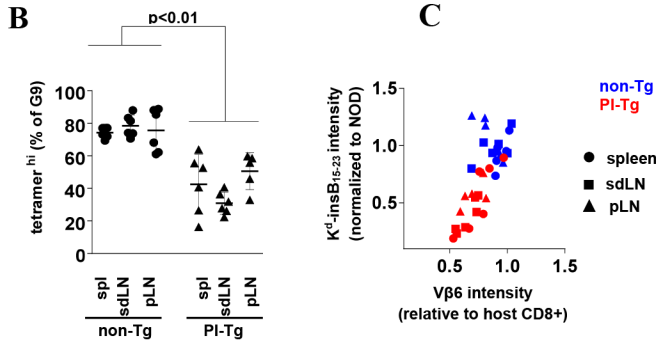 B
p<0.01
tetramer hi (% of G9)
100
80
60
40
20
0
spl
sdLN
pLN
spl
sdLN
pLN
non-Tg
PI-Tg
C
Kd-insB15-23 intensity
(normalized to NOD)
1.5
1.0
0.5
0.5
1.0
1.5
Vβ6 intensity
(relative to host CD8+)
non-Tg
PI-Tg
spleen
sdLN
pLN